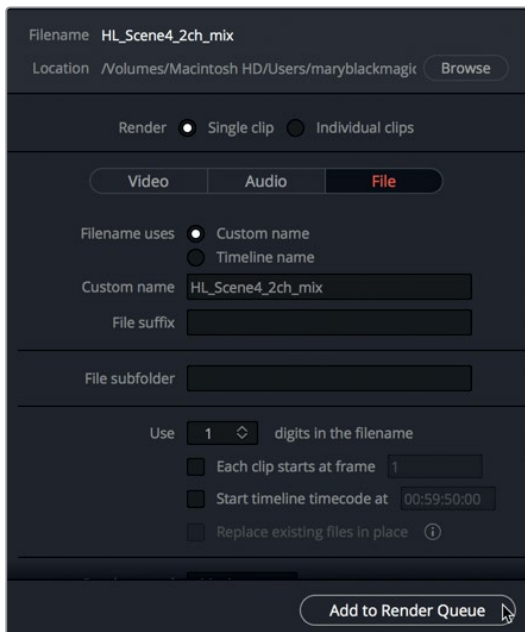 Filename HL_Scene4_2ch_mix
Location /Volumes/Macintosh HD/Users/maryblackmagic Browse
Render Single clip Individual clips
Video Audio File
Filename uses Custom name
Timeline name
Custom name HL_Scene4_2ch_mix
File suffix
File subfolder
Use 1 digits in the filename
Each clip starts at frame 1
Start timeline timecode at 00:59:50:00
Replace existing files in place
Add to Render Queue